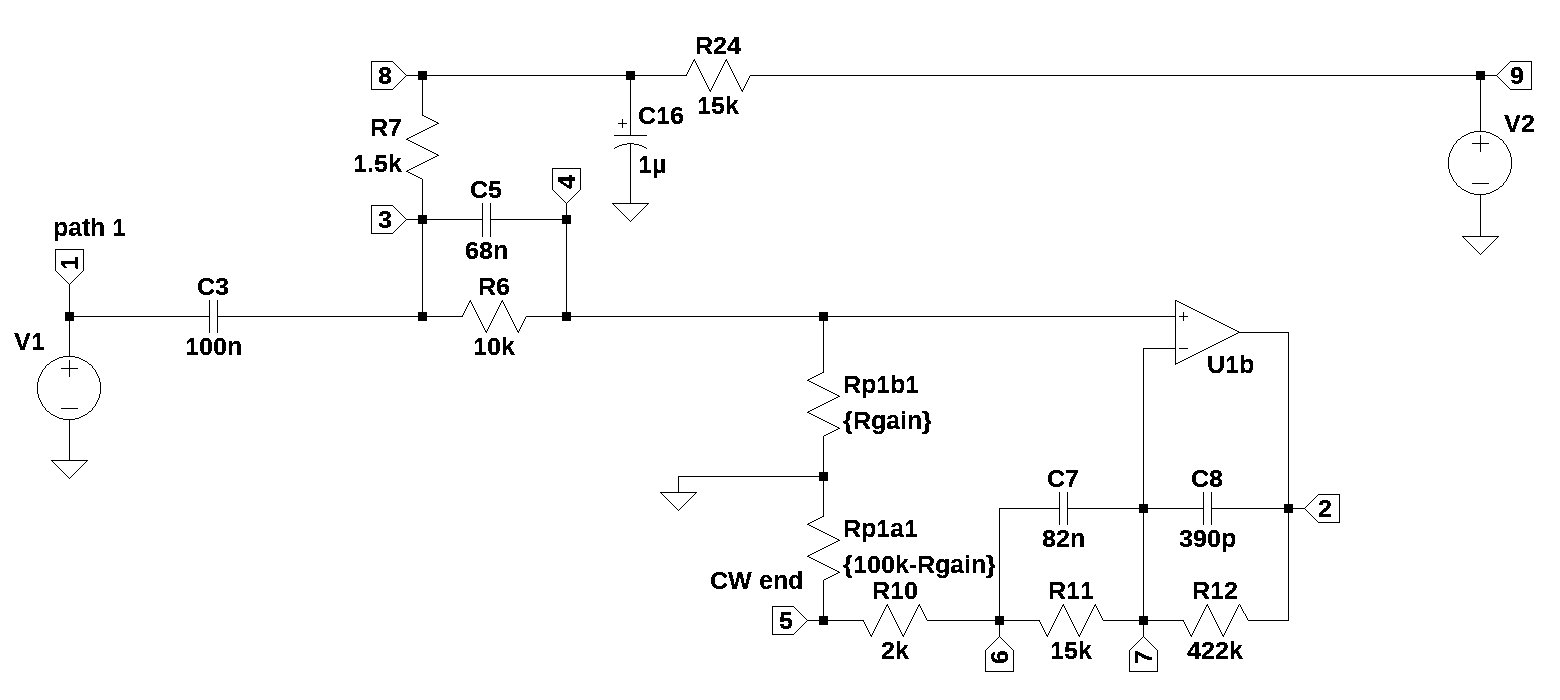 R24
8
9
15k
C16
V2
R7
1.5k
1µ
C5
4
3
path 1
68n
1
C3
R6
V1
100n
10k
U1b
Rp1b1
{Rgain}
C7
C8
2
Rp1a1
82n
390p
{100k-Rgain}
CW end
R10
R11
R12
5
2k
6
15k
7
422k